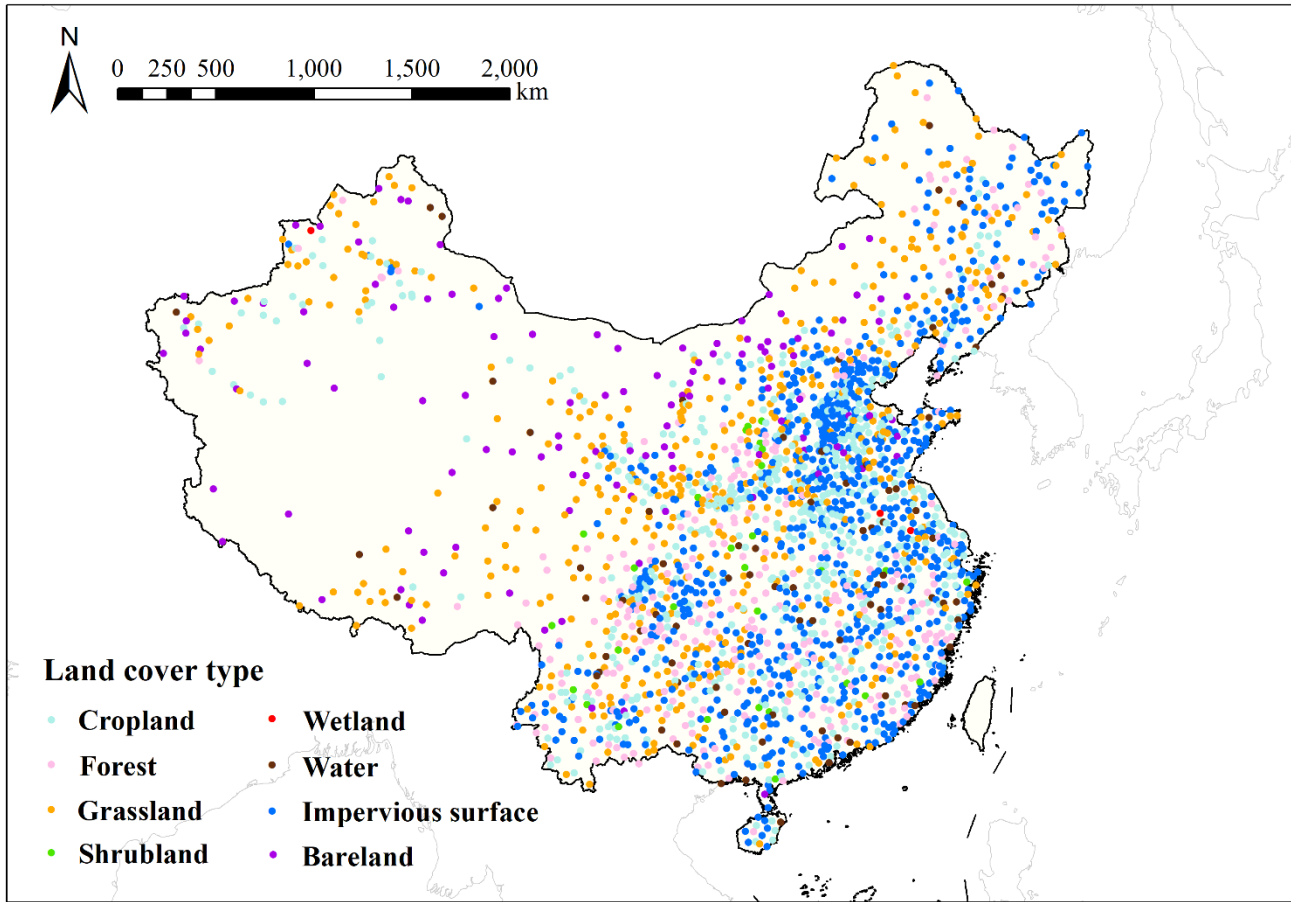 N
0 250 500 1,000 1,500 2,000
km
Land cover type
Cropland
Wetland
Forest
Water
Grassland
Impervious surface
Shrubland
Bareland